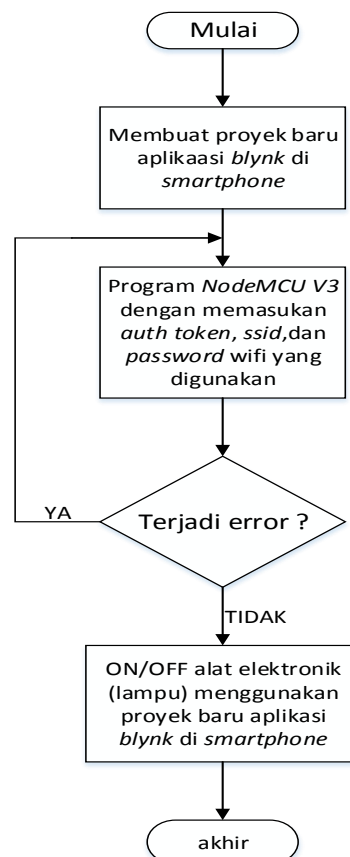 Mulai
Membuat proyek baru
aplikaasi blynk di
smartphone
Program NodeMCU V3
dengan memasukan
auth token, ssid,dan
password wifi yang
digunakan
Terjadi error ?
YA
TIDAK
ON/OFF alat elektronik
(lampu) menggunakan
proyek baru aplikasi
blynk di smartphone
akhir